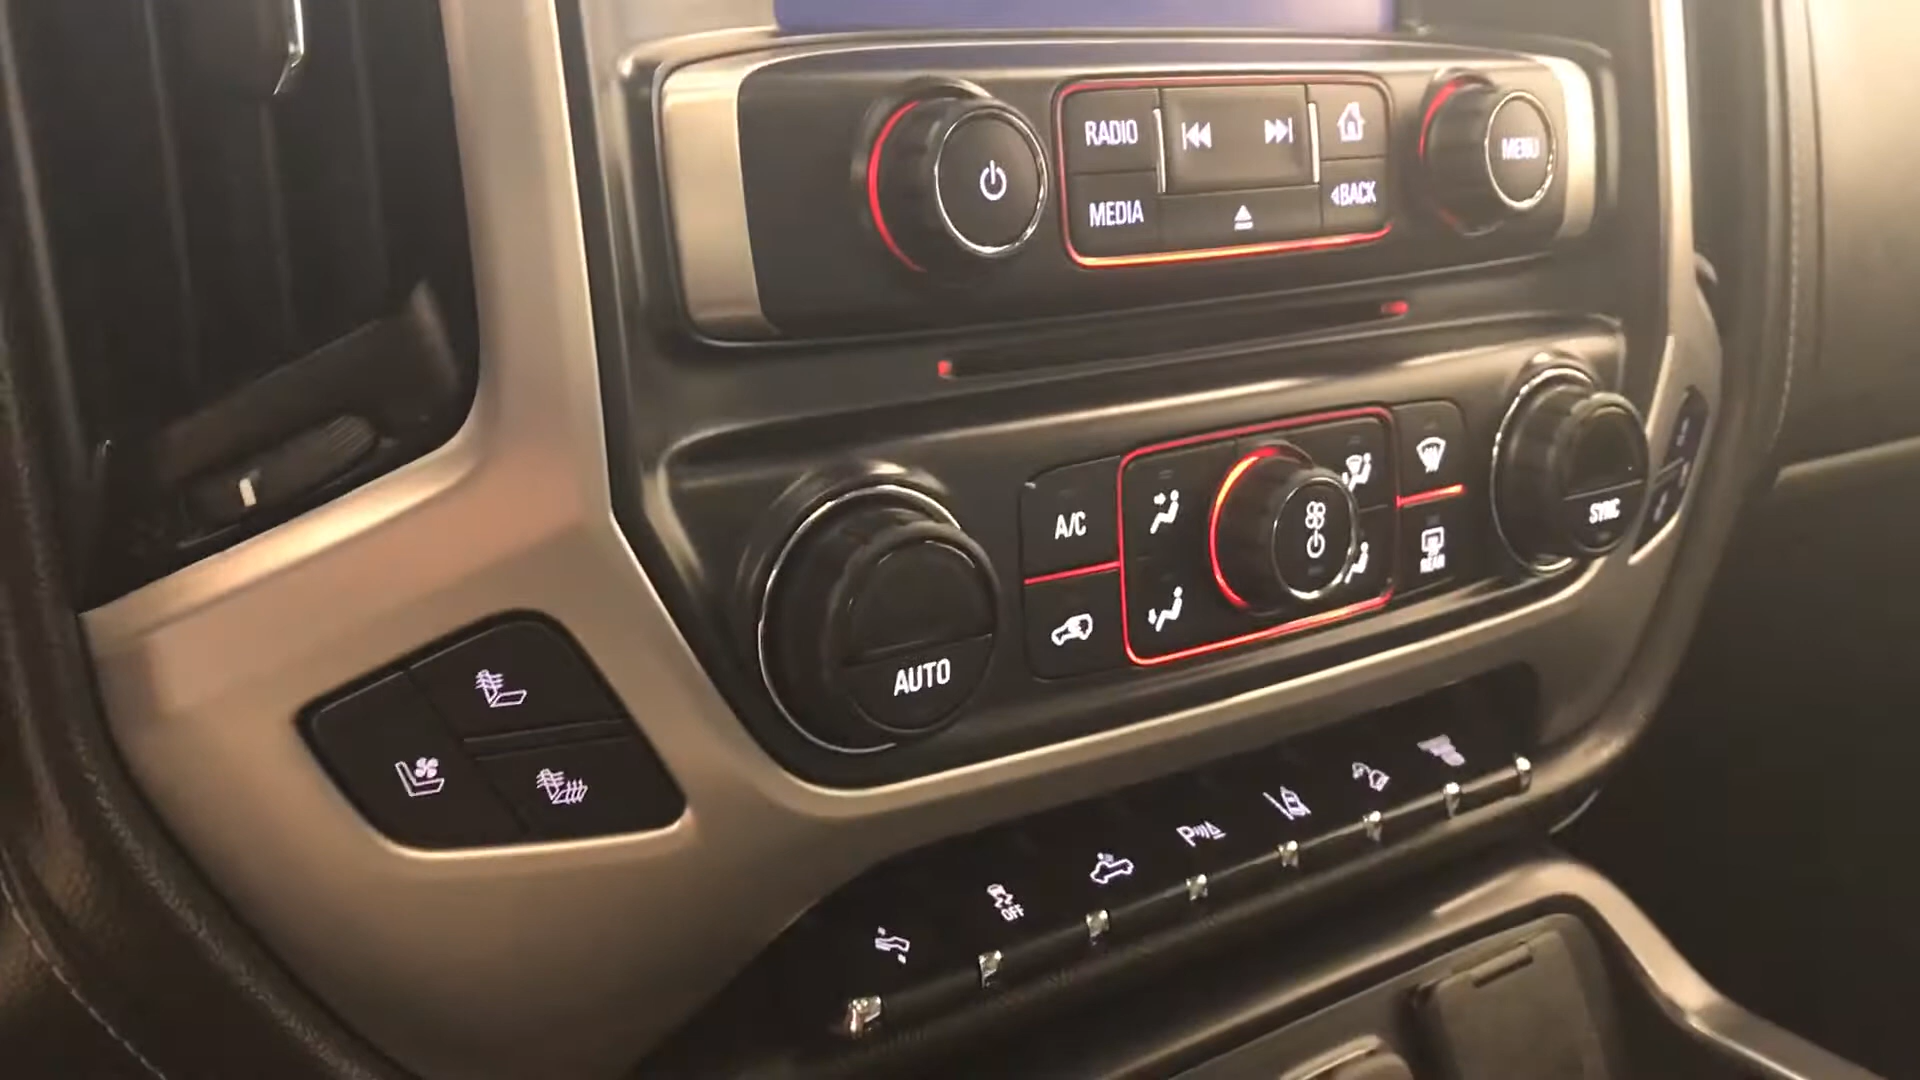 RADIO
MENU
MEDIA
BACK
A/C
SYNC
REAR
AUTO
P
OFF